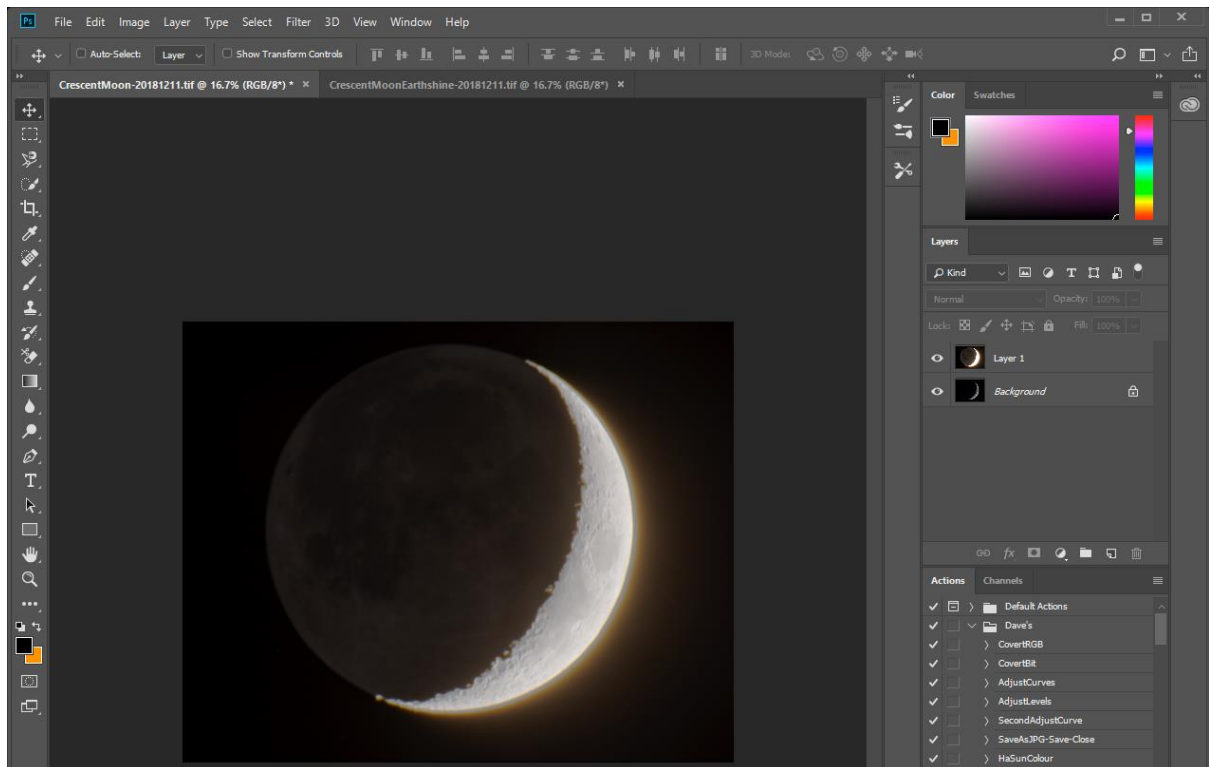 Ps File Edit Image Layer Type Select Filter 3D View Window Help
Auto-Select: Layer Show Transform Controls 3D Mode:
CrescentMoon-20181211.tif @ 16.7% (RGB/8*) * × CrescentMoonEarthshine-20181211.tif @ 16.7% (RGB/8*) ×
Color Swatches
Layers
Kind T
Normal Opacity: 100%
Lock: Fill: 100%
Layer 1
Background
fx
Actions Channels
Default Actions
Dave's
CovertRGB
CovertBit
AdjustCurves
AdjustLevels
SecondAdjustCurve
SaveAsJPG-Save-Close
HaSunColour
T